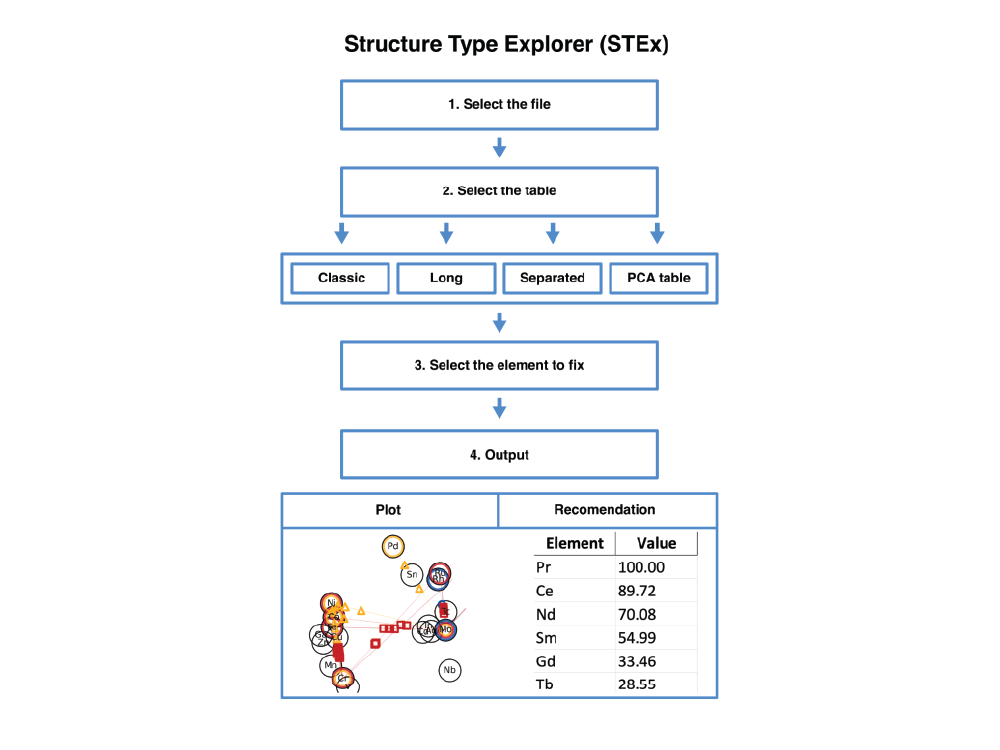 Structure Type Explorer (STEx)
1. Select the file
2. Select the table
Classic Long Separated PCA table
3. Select the element to fix
4. Output
Plot Recomendation
Element Value
Pr 100.00
Ce 89.72
Nd 70.08
Sm 54.99
Gd 33.46
Tb 28.55
Pd
Sn
Rh
Ni
Mo
Mn
Cr
Nb